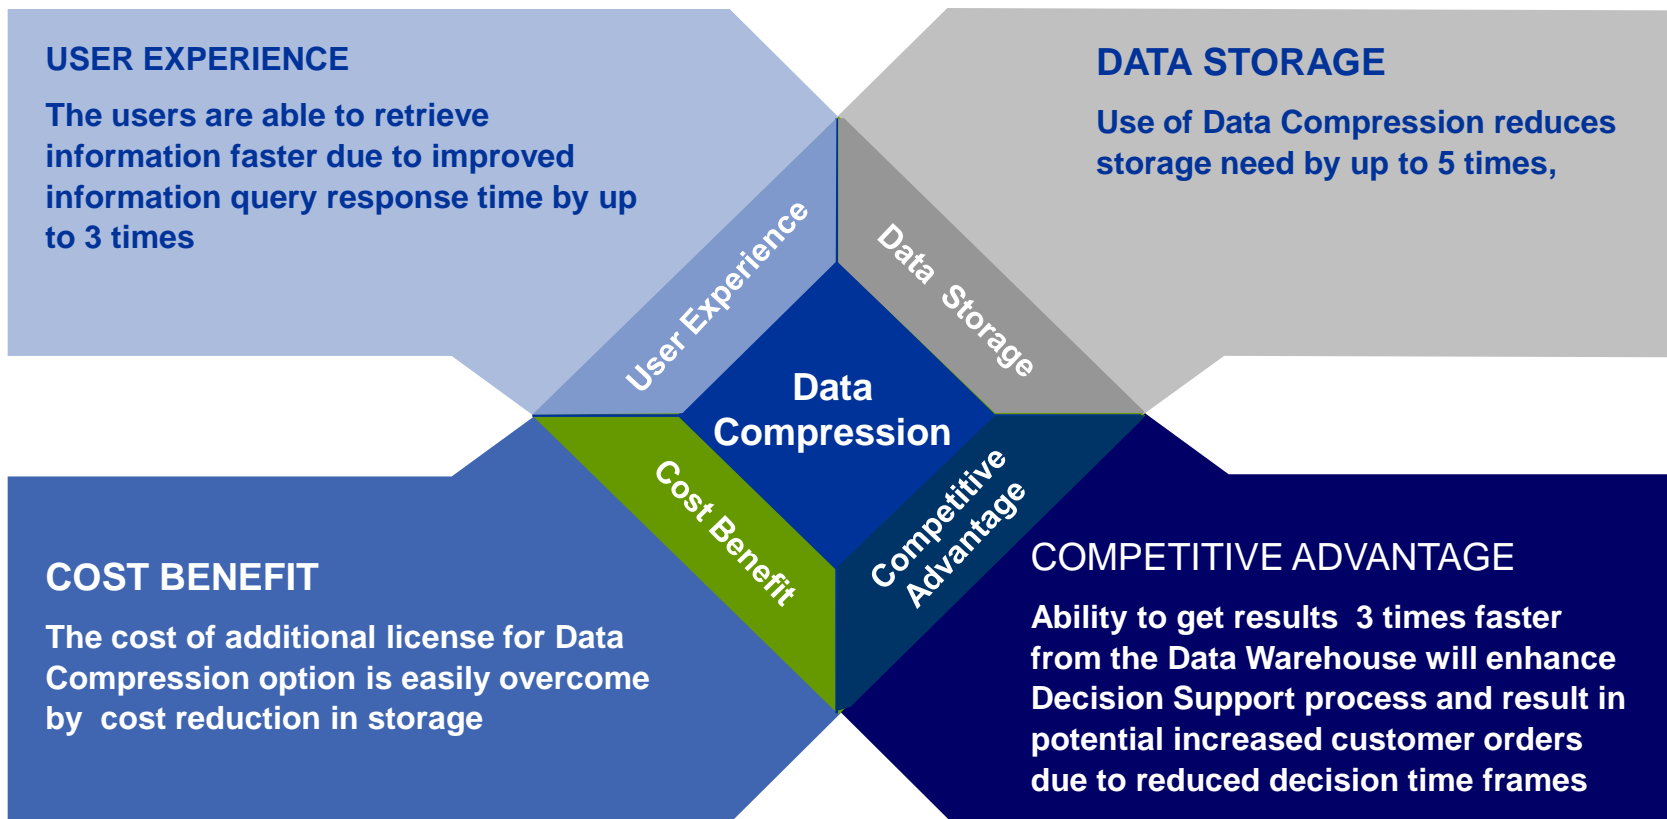 USER EXPERIENCE
The users are able to retrieve
information faster due to improved
information query response time by up
to 3 times
DATA STORAGE
Use of Data Compression reduces
storage need by up to 5 times,
User Experience
Data Storage
Data
Compression
Cost Benefit
Competitive
Advantage
COST BENEFIT
The cost of additional license for Data
Compression option is easily overcome
by cost reduction in storage
COMPETITIVE ADVANTAGE
Ability to get results 3 times faster
from the Data Warehouse will enhance
Decision Support process and result in
potential increased customer orders
due to reduced decision time frames